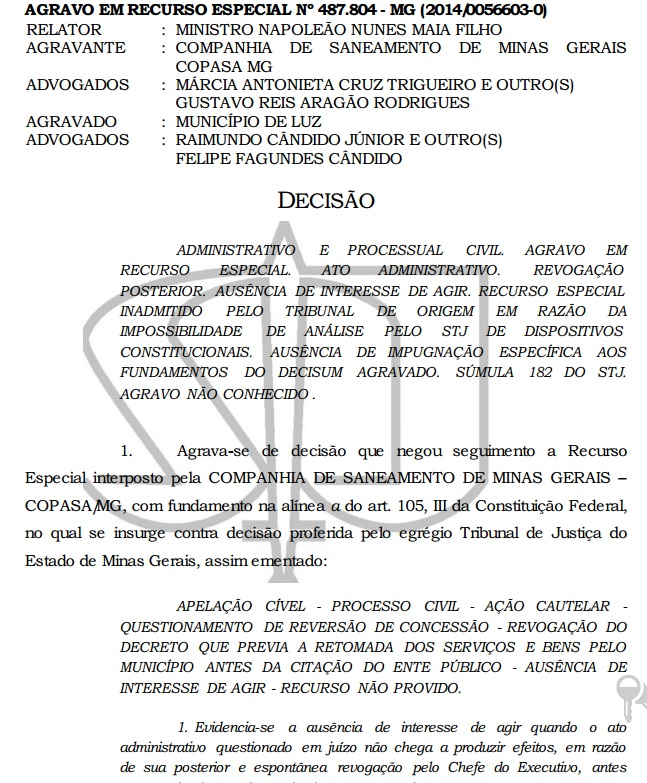 AGRAVO EM RECURSO ESPECIAL Nº 487.804 - MG (2014/0056603-0)
RELATOR : MINISTRO NAPOLEÃO NUNES MAIA FILHO
AGRAVANTE : COMPANHIA DE SANEAMENTO DE MINAS GERAIS
COPASA MG
ADVOGADOS : MÁRCIA ANTONIETA CRUZ TRIGUEIRO E OUTRO(S)
GUSTAVO REIS ARAGÃO RODRIGUES
AGRAVADO : MUNICÍPIO DE LUZ
ADVOGADOS : RAIMUNDO CÂNDIDO JÚNIOR E OUTRO(S)
FELIPE FAGUNDES CÂNDIDO
DECISÃO
ADMINISTRATIVO E PROCESSUAL CIVIL. AGRAVO EM
RECURSO ESPECIAL. ATO ADMINISTRATIVO. REVOGAÇÃO
POSTERIOR. AUSÊNCIA DE INTERESSE DE AGIR. RECURSO ESPECIAL
INADMITIDO PELO TRIBUNAL DE ORIGEM EM RAZÃO DA
IMPOSSIBILIDADE DE ANÁLISE PELO STJ DE DISPOSITIVOS
CONSTITUCIONAIS. AUSÊNCIA DE IMPUGNAÇÃO ESPECÍFICA AOS
FUNDAMENTOS DO DECISUM AGRAVADO. SÚMULA 182 DO STJ.
AGRAVO NÃO CONHECIDO .
1. Agrava-se de decisão que negou seguimento a Recurso
Especial interposto pela COMPANHIA DE SANEAMENTO DE MINAS GERAIS –
COPASA/MG, com fundamento na alínea a do art. 105, III da Constituição Federal,
no qual se insurge contra decisão proferida pelo egrégio Tribunal de Justiça do
Estado de Minas Gerais, assim ementado:
APELAÇÃO CÍVEL - PROCESSO CIVIL - AÇÃO CAUTELAR -
QUESTIONAMENTO DE REVERSÃO DE CONCESSÃO - REVOGAÇÃO DO
DECRETO QUE PREVIA A RETOMADA DOS SERVIÇOS E BENS PELO
MUNICÍPIO ANTES DA CITAÇÃO DO ENTE PÚBLICO - AUSÊNCIA DE
INTERESSE DE AGIR - RECURSO NÃO PROVIDO.
1. Evidencia-se a ausência de interesse de agir quando o ato
administrativo questionado em juízo não chega a produzir efeitos, em razão
de sua posterior e espontânea revogação pelo Chefe do Executivo, antes